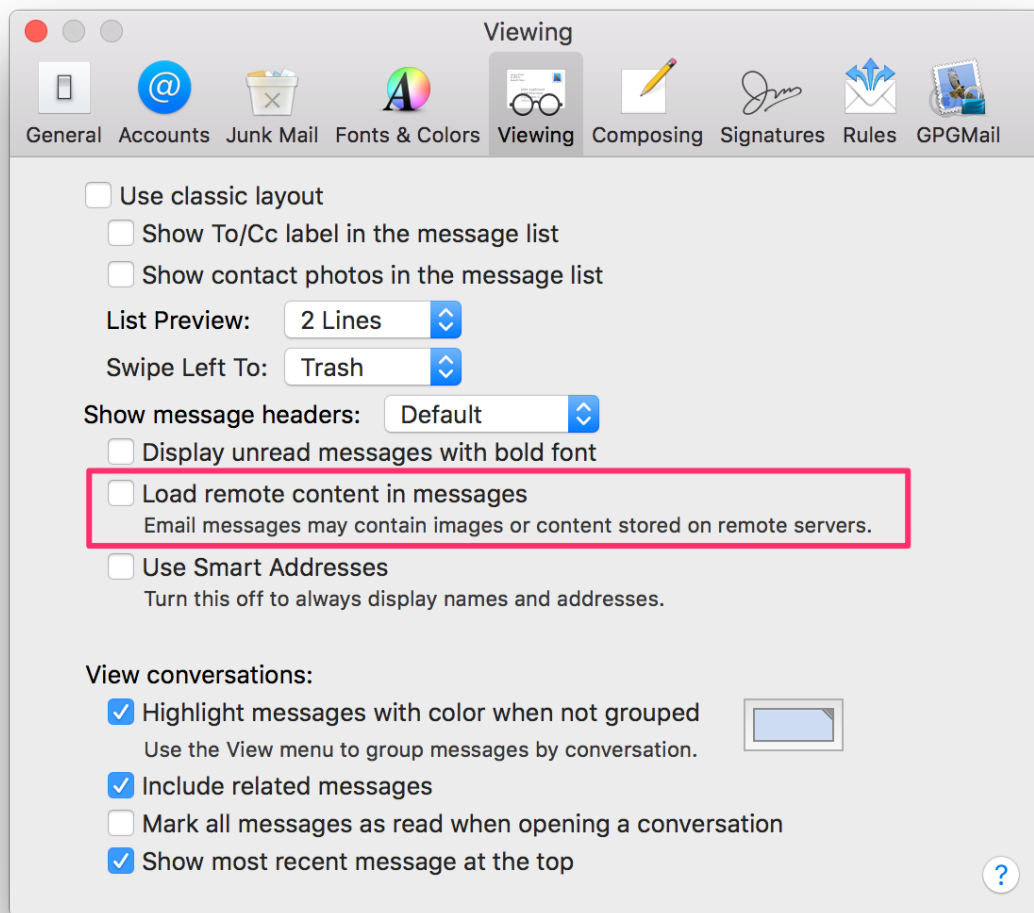 Viewing
General Accounts Junk Mail Fonts & Colors Viewing Composing Signatures Rules GPGMail
Use classic layout
Show To/Cc label in the message list
Show contact photos in the message list
List Preview: 2 Lines
Swipe Left To: Trash
Show message headers: Default
Display unread messages with bold font
Load remote content in messages
Email messages may contain images or content stored on remote servers.
Use Smart Addresses
Turn this off to always display names and addresses.
View conversations:
Highlight messages with color when not grouped
Use the View menu to group messages by conversation.
Include related messages
Mark all messages as read when opening a conversation
Show most recent message at the top
?